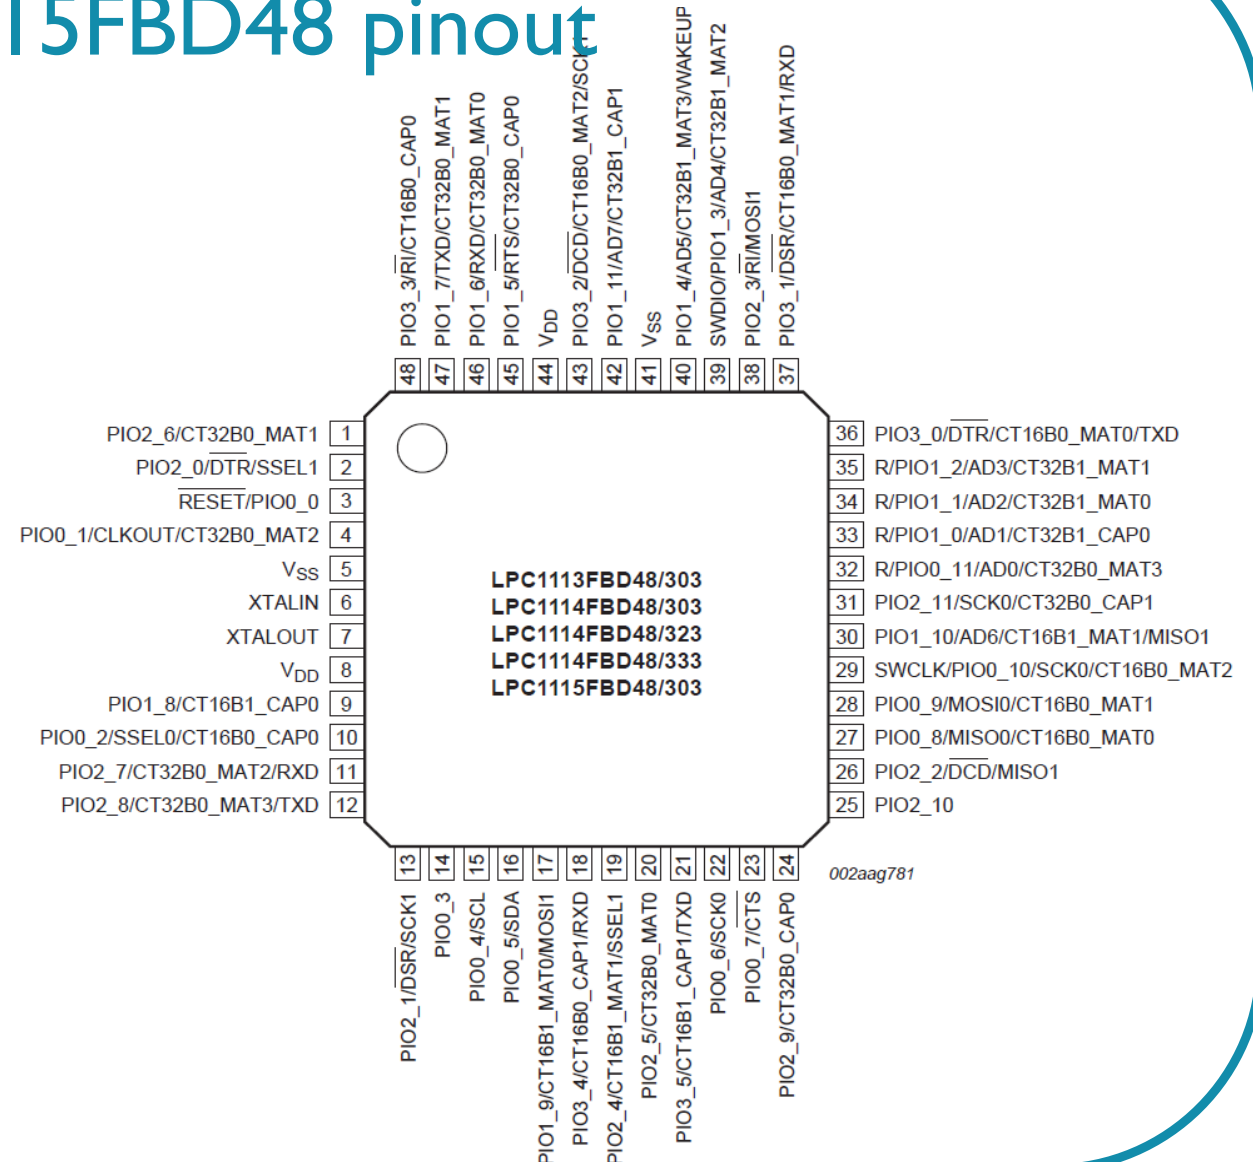 15FBD48 pinout
PIO3_3/RI/CT16B0_CAP0
PIO1_7/TXD/CT32B0_MAT1
PIO1_6/RXD/CT32B0_MAT0
PIO1_5/RTS/CT32B0_CAP0
VDD
PIO3_2/DCD/CT16B0_MAT2/SCK1
PIO1_11/AD7/CT32B1_CAP1
VSS
PIO1_4/AD5/CT32B1_MAT3/WAKEUP
SWDIO/PIO1_3/AD4/CT32B1_MAT2
PIO2_3/RI/MOSI1
PIO3_1/DSR/CT16B0_MAT1/RXD
48 47 46 45 44 43 42 41 40 39 38 37
PIO2_6/CT32B0_MAT1 1
PIO2_0/DTR/SSEL1 2
RESET/PIO0_0 3
PIO0_1/CLKOUT/CT32B0_MAT2 4
VSS 5
XTALIN 6
XTALOUT 7
VDD 8
PIO1_8/CT16B1_CAP0 9
PIO0_2/SSEL0/CT16B0_CAP0 10
PIO2_7/CT32B0_MAT2/RXD 11
PIO2_8/CT32B0_MAT3/TXD 12
LPC1113FBD48/303
LPC1114FBD48/303
LPC1114FBD48/323
LPC1114FBD48/333
LPC1115FBD48/303
36 PIO3_0/DTR/CT16B0_MAT0/TXD
35 R/PIO1_2/AD3/CT32B1_MAT1
34 R/PIO1_1/AD2/CT32B1_MAT0
33 R/PIO1_0/AD1/CT32B1_CAP0
32 R/PIO0_11/AD0/CT32B0_MAT3
31 PIO2_11/SCK0/CT32B0_CAP1
30 PIO1_10/AD6/CT16B1_MAT1/MISO1
29 SWCLK/PIO0_10/SCK0/CT16B0_MAT2
28 PIO0_9/MOSI0/CT16B0_MAT1
27 PIO0_8/MISO0/CT16B0_MAT0
26 PIO2_2/DCD/MISO1
25 PIO2_10
13 14 15 16 17 18 19 20 21 22 23 24
PIO2_1/DSR/SCK1
PIO0_3
PIO0_4/SCL
PIO0_5/SDA
PIO1_9/CT16B1_MAT0/MOSI1
PIO3_4/CT16B0_CAP1/RXD
PIO2_4/CT16B1_MAT1/SSEL1
PIO2_5/CT32B0_MAT0
PIO3_5/CT16B1_CAP1/TXD
PIO0_6/SCK0
PIO0_7/CTS
PIO2_9/CT32B0_CAP0
002aag781